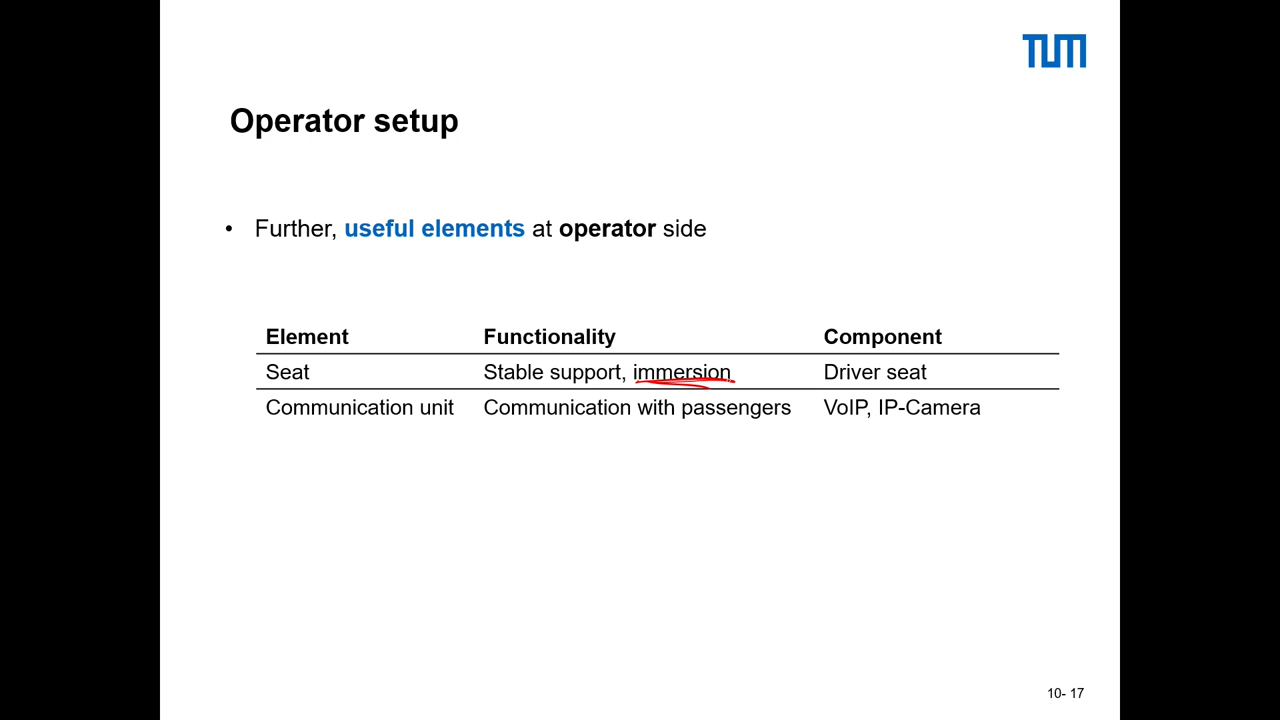 TUM
Operator setup
• Further, useful elements at operator side
Element Functionality Component
Seat Stable support, immersion Driver seat
Communication unit Communication with passengers VoIP, IP-Camera
10- 17